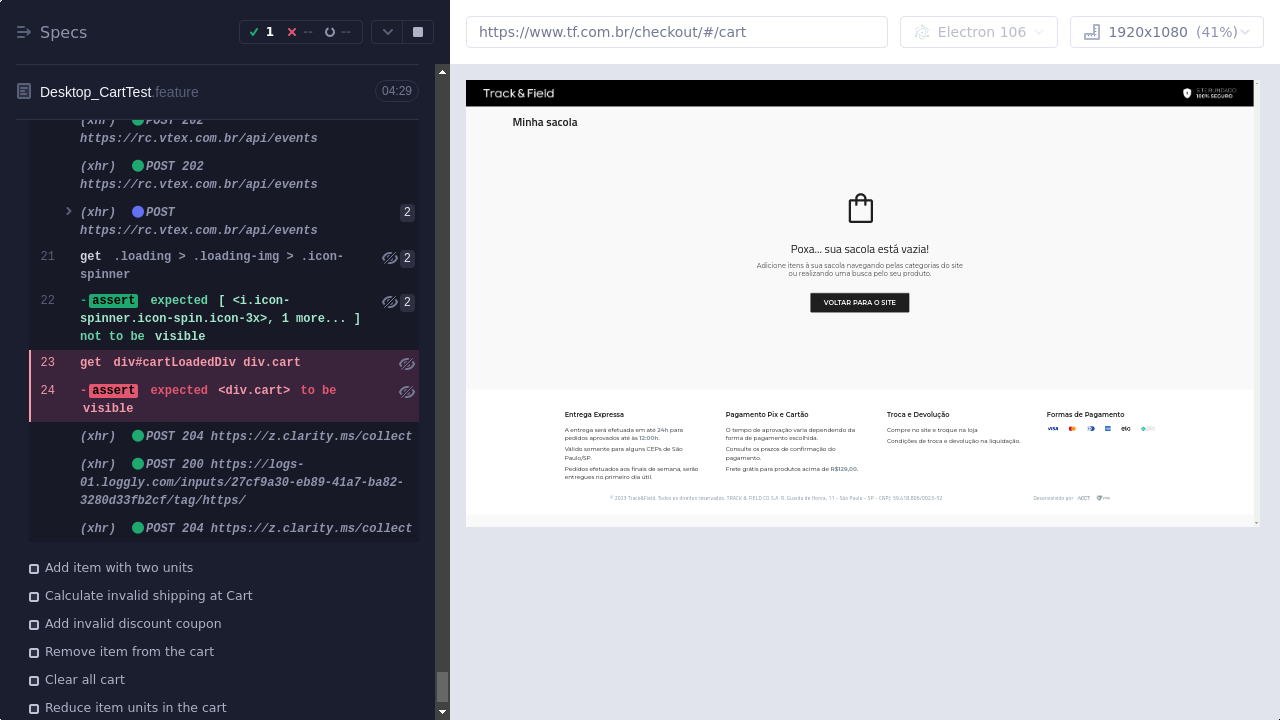 Specs
1
--
--
https://www.tf.com.br/checkout/#/cart
Electron 106
1920x1080 (41%)
Desktop_CartTest.feature
04:29
(xhr) POST 202
https://rc.vtex.com.br/api/events
(xhr) POST 202
https://rc.vtex.com.br/api/events
(xhr) POST
2
https://rc.vtex.com.br/api/events
21 get .loading > .loading-img > .icon-
2
spinner
22 -assert expected [ <i.icon-
2
spinner.icon-spin.icon-3x>, 1 more... ]
not to be visible
23 get div#cartLoadedDiv div.cart
24 -assert expected <div.cart> to be
visible
(xhr) POST 204 https://z.clarity.ms/collect
(xhr) POST 200 https://logs-
01.loggly.com/inputs/27cf9a30-eb89-41a7-ba82-
3280d33fb2cf/tag/https/
(xhr) POST 204 https://z.clarity.ms/collect
Add item with two units
Calculate invalid shipping at Cart
Add invalid discount coupon
Remove item from the cart
Clear all cart
Reduce item units in the cart
Track&Field
SITE BLINDADO
100% SEGURO
Minha sacola
Poxa... sua sacola está vazia!
Adicione itens à sua sacola navegando pelas categorias do site
ou realizando uma busca pelo seu produto.
VOLTAR PARA O SITE
Entrega Expressa
A entrega será efetuada em até 24h para
pedidos aprovados até às 12:00h.
Válido somente para alguns CEPs de São
Paulo/SP.
Pedidos efetuados aos finais de semana, serão
entregues no primeiro dia útil.
Pagamento Pix e Cartão
O tempo de aprovação varia dependendo da
forma de pagamento escolhida.
Consulte os prazos de confirmação do
pagamento.
Frete grátis para produtos acima de R$129,00.
Troca e Devolução
Compre no site e troque na loja
Condições de troca e devolução na liquidação.
Formas de Pagamento
VISA
elo
© 2023 Track&Field. Todos os direitos reservados. TRACK & FIELD CO S.A. R. Guarda de Honra, 11 - São Paulo - SP - CNPJ:
Desenvolvido por ACCT